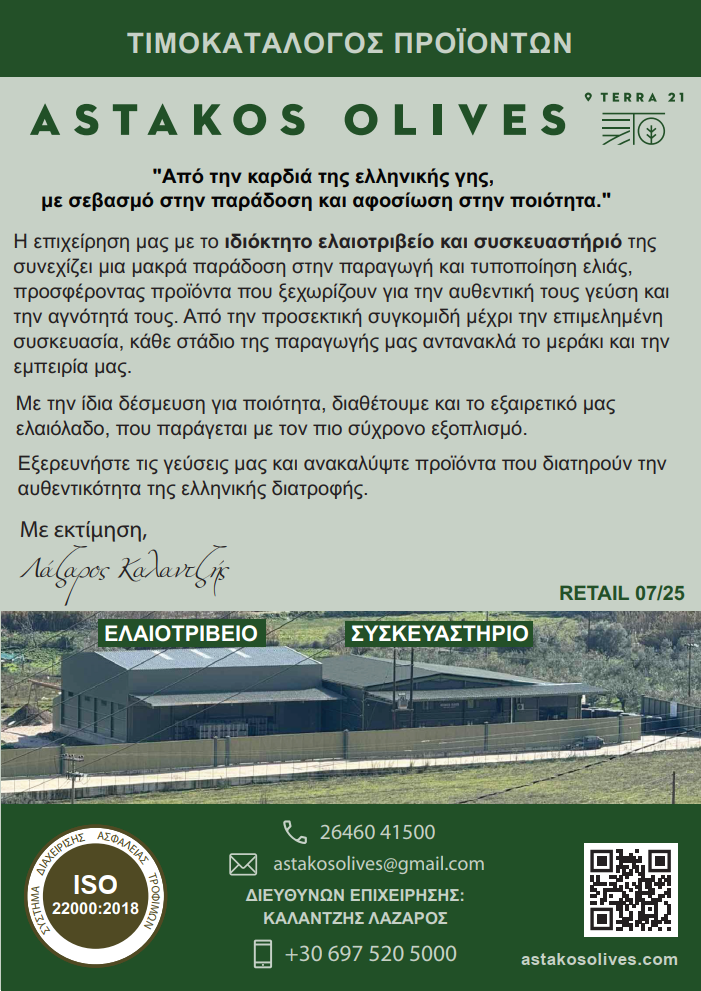 ΤΙΜΟΚΑΤΑΛΟΓΟΣ ΠΡΟΪΟΝΤΩΝ
TERRA 21
ASTAKOS OLIVES
"Από την καρδιά της ελληνικής γης,
με σεβασμό στην παράδοση και αφοσίωση στην ποιότητα."
Η επιχείρηση μας με το ιδιόκτητο ελαιοτριβείο και συσκευαστήριό της
συνεχίζει μια μακρά παράδοση στην παραγωγή και τυποποίηση ελιάς,
προσφέροντας προϊόντα που ξεχωρίζουν για την αυθεντική τους γεύση και
την αγνότητά τους. Από την προσεκτική συγκομιδή μέχρι την επιμελημένη
συσκευασία, κάθε στάδιο της παραγωγής μας αντανακλά το μεράκι και την
εμπειρία μας.
Με την ίδια δέσμευση για ποιότητα, διαθέτουμε και το εξαιρετικό μας
ελαιόλαδο, που παράγεται με τον πιο σύχρονο εξοπλισμό.
Εξερευνήστε τις γεύσεις μας και ανακαλύψτε προϊόντα που διατηρούν την
αυθεντικότητα της ελληνικής διατροφής.
Με εκτίμηση,
Λάζαρος Καλαντζής
RETAIL 07/25
ΕΛΑΙΟΤΡΙΒΕΙΟ
ΣΥΣΚΕΥΑΣΤΗΡΙΟ
ΣΥΣΤΗΜΑ ΔΙΑΧΕΙΡΙΣΗΣ ΑΣΦΑΛΕΙΑΣ ΤΡΟΦΙΜΩΝ
ISO
22000:2018
26460 41500
astakosolives@gmail.com
ΔΙΕΥΘΥΝΩΝ ΕΠΙΧΕΙΡΗΣΗΣ:
ΚΑΛΑΝΤΖΗΣ ΛΑΖΑΡΟΣ
+30 697 520 5000
astakosolives.com